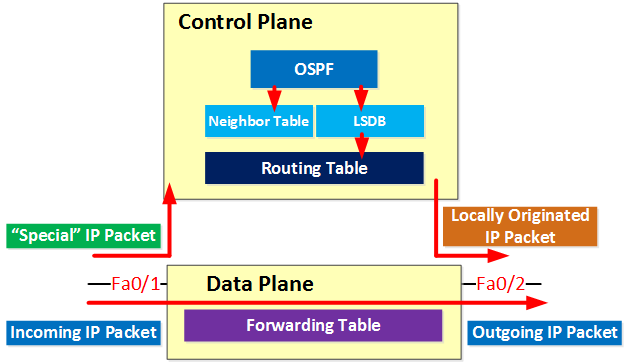 Control Plane
OSPF
Neighbor Table
LSDB
Routing Table
“Special” IP Packet
Locally Originated
IP Packet
Fa0/1
Data Plane
Fa0/2
Incoming IP Packet
Forwarding Table
Outgoing IP Packet